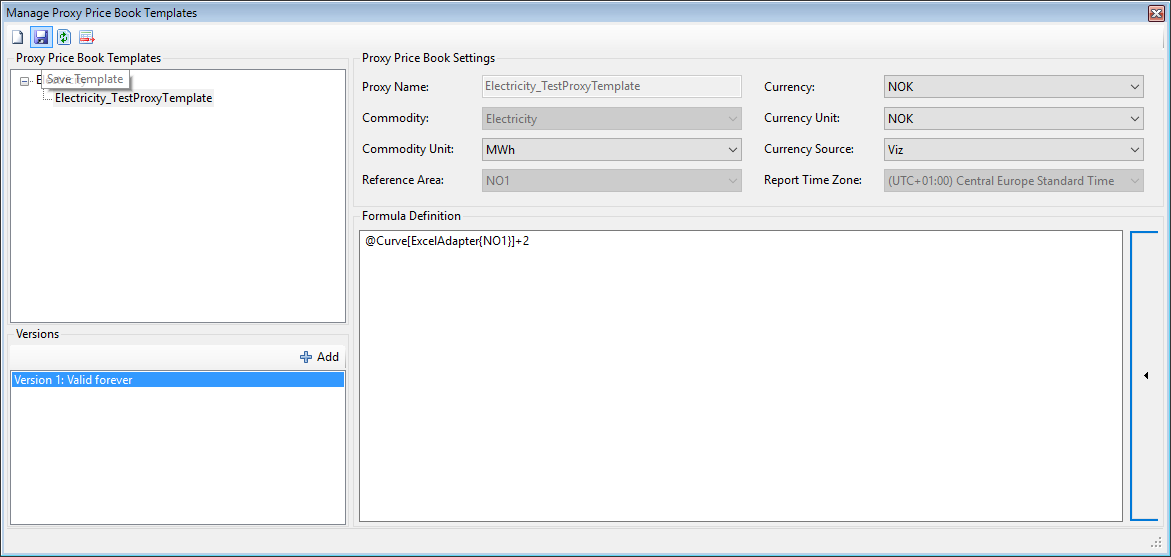 Manage Proxy Price Book Templates
Proxy Price Book Templates
Save Template
Electricity_TestProxyTemplate
Versions
Add
Version 1: Valid forever
Proxy Price Book Settings
Proxy Name: Electricity_TestProxyTemplate Currency: NOK
Commodity: Electricity Currency Unit: NOK
Commodity Unit: MWh Currency Source: Viz
Reference Area: NO1 Report Time Zone: (UTC+01:00) Central Europe Standard Time
Formula Definition
@Curve[ExcelAdapter{NO1}]+2